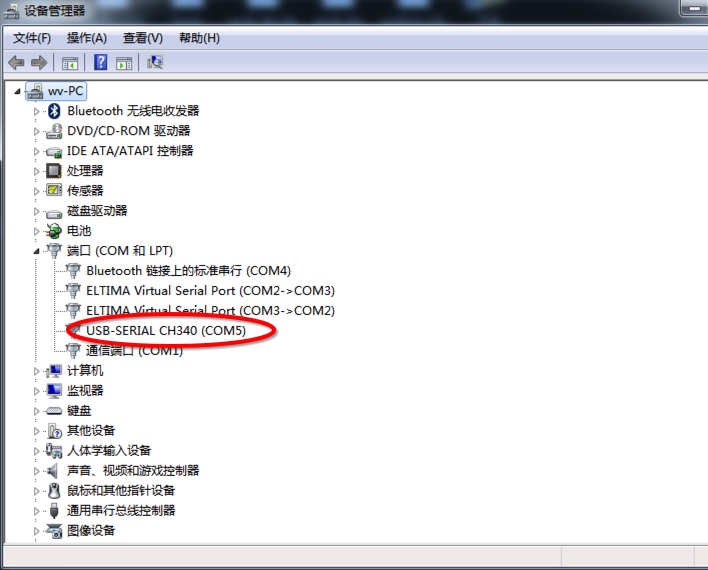 设备管理器
文件(F) 操作(A) 查看(V) 帮助(H)
wv-PC
Bluetooth 无线电收发器
DVD/CD-ROM 驱动器
IDE ATA/ATAPI 控制器
处理器
传感器
磁盘驱动器
电池
端口 (COM 和 LPT)
Bluetooth 链接上的标准串行 (COM4)
ELTIMA Virtual Serial Port (COM2->COM3)
ELTIMA Virtual Serial Port (COM3->COM2)
USB-SERIAL CH340 (COM5)
通信端口 (COM1)
计算机
监视器
键盘
其他设备
人体学输入设备
声音、视频和游戏控制器
鼠标和其他指针设备
通用串行总线控制器
图像设备